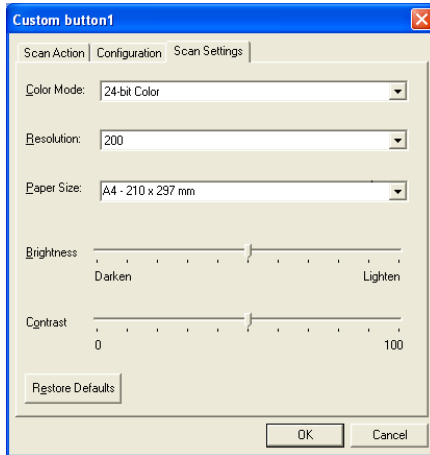 Custom button1
Scan Action Configuration Scan Settings
Color Mode: 24-bit Color
Resolution: 200
Paper Size: A4 - 210 x 297 mm
Brightness
Darken Lighten
Contrast
0 100
Restore Defaults
OK Cancel